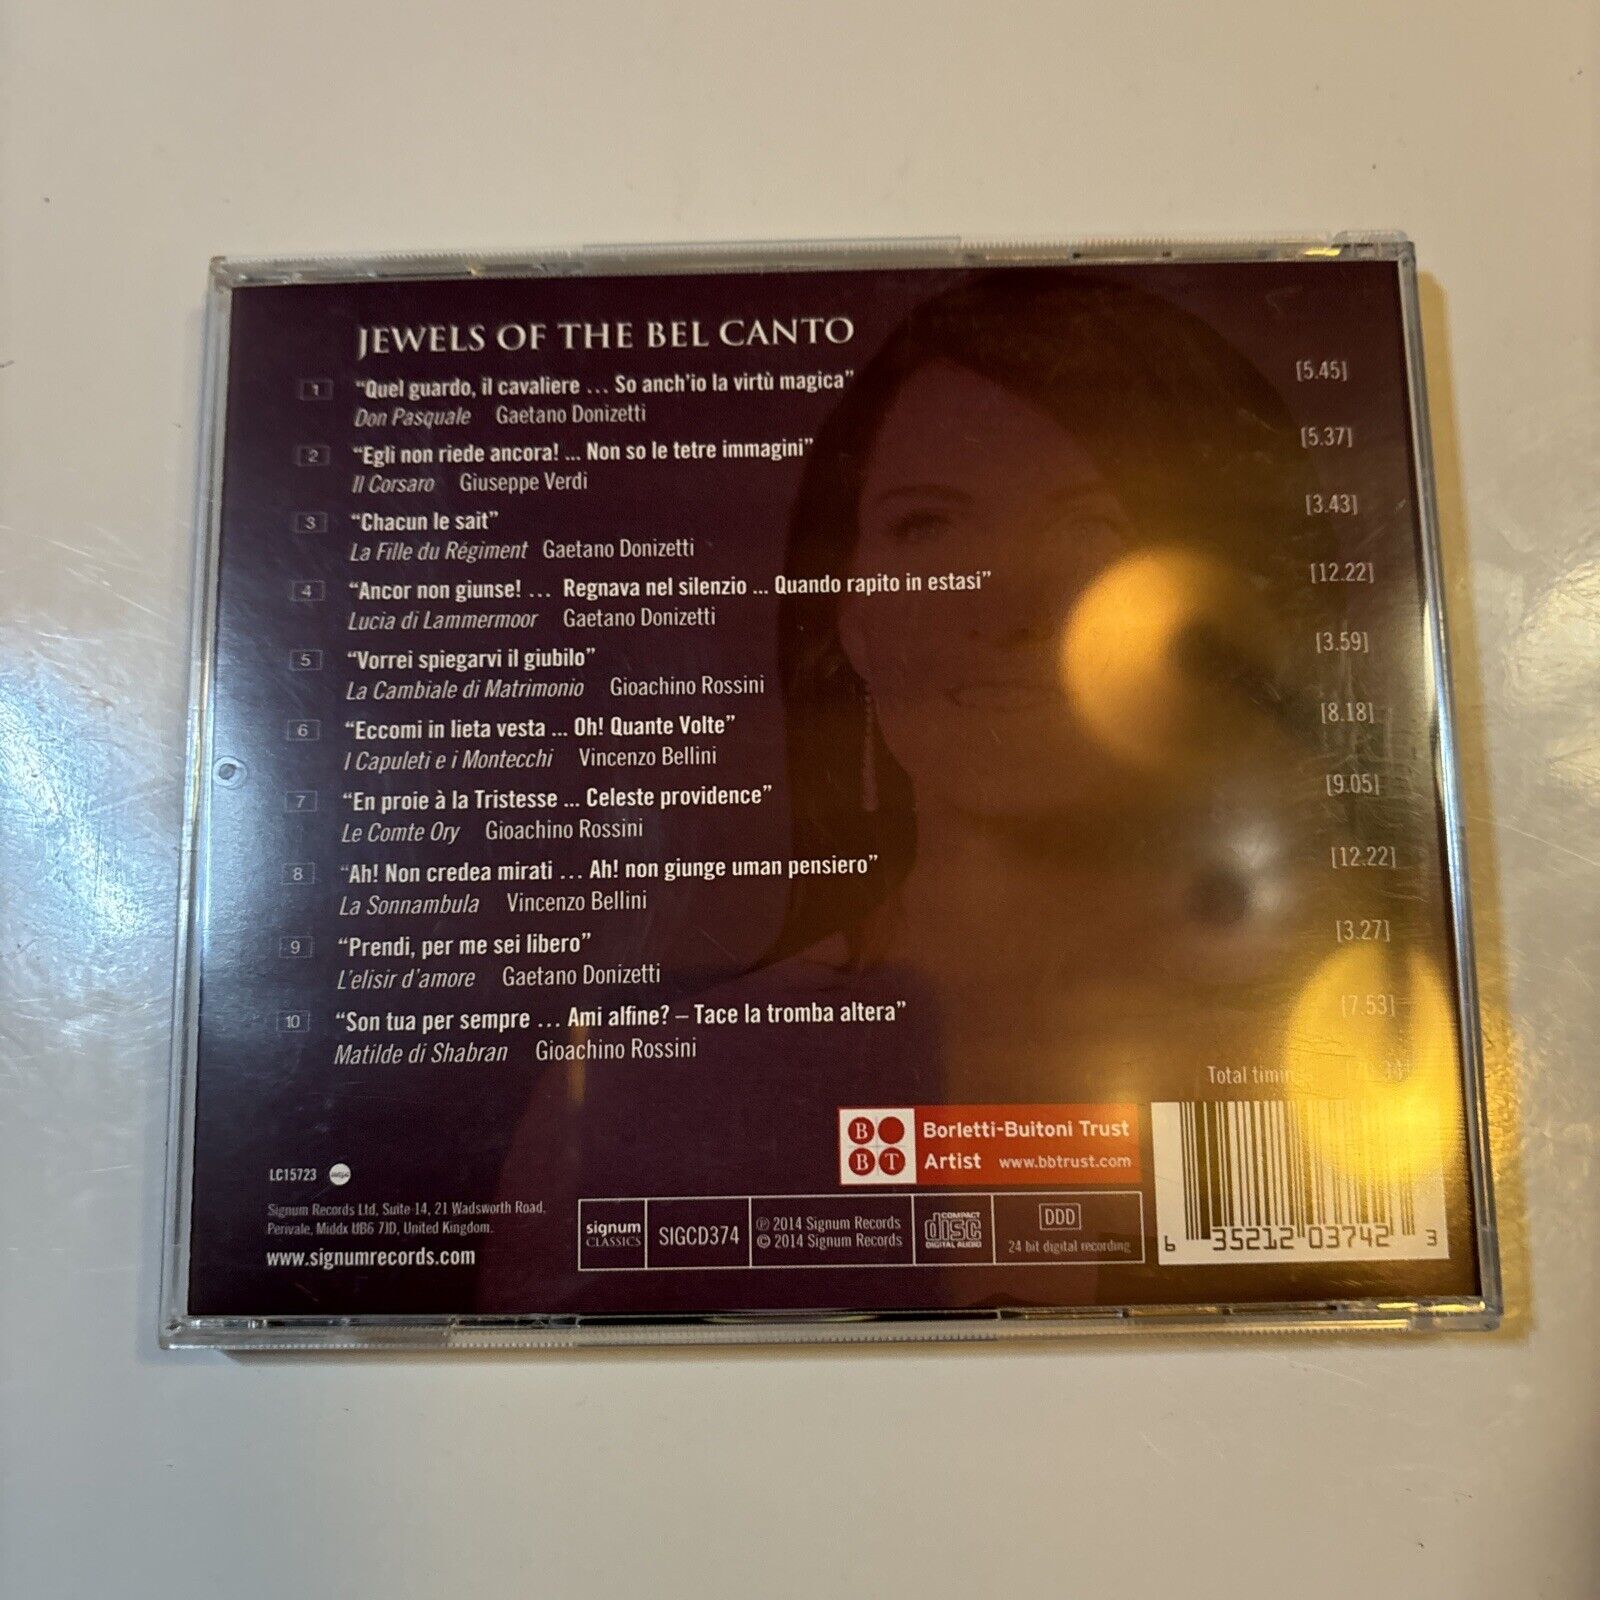 JEWELS OF THE BEL CANTO
1 “Quel guardo, il cavaliere … So anch'io la virtù magica” [5.45]
Don Pasquale Gaetano Donizetti
2 “Egli non riede ancora! ... Non so le tetre immagini” [5.37]
Il Corsaro Giuseppe Verdi
3 “Chacun le sait” [3.43]
La Fille du Régiment Gaetano Donizetti
4 “Ancor non giunse! … Regnava nel silenzio ... Quando rapito in estasi” [12.22]
Lucia di Lammermoor Gaetano Donizetti
5 “Vorrei spiegarvi il giubilo” [3.59]
La Cambiale di Matrimonio Gioachino Rossini
6 “Eccomi in lieta vesta ... Oh! Quante Volte” [8.18]
I Capuleti e i Montecchi Vincenzo Bellini
7 “En proie à la Tristesse ... Celeste providence” [9.05]
Le Comte Ory Gioachino Rossini
8 “Ah! Non credea mirati … Ah! non giunge uman pensiero” [12.22]
La Sonnambula Vincenzo Bellini
9 “Prendi, per me sei libero” [3.27]
L'elisir d'amore Gaetano Donizetti
10 “Son tua per sempre … Ami alfine? – Tace la tromba altera” [7.53]
Matilde di Shabran Gioachino Rossini
Total timings
B
B T
Borletti-Buitoni Trust
Artist www.bbtrust.com
LC15723
Signum Records Ltd, Suite 14, 21 Wadsworth Road,
Perivale, Middx UB6 7JD, United Kingdom.
www.signumrecords.com
signum
CLASSICS
SIGCD374
℗ 2014 Signum Records
© 2014 Signum Records
COMPACT
disc
DIGITAL AUDIO
DDD
24 bit digital recording
6 35212 03742 3